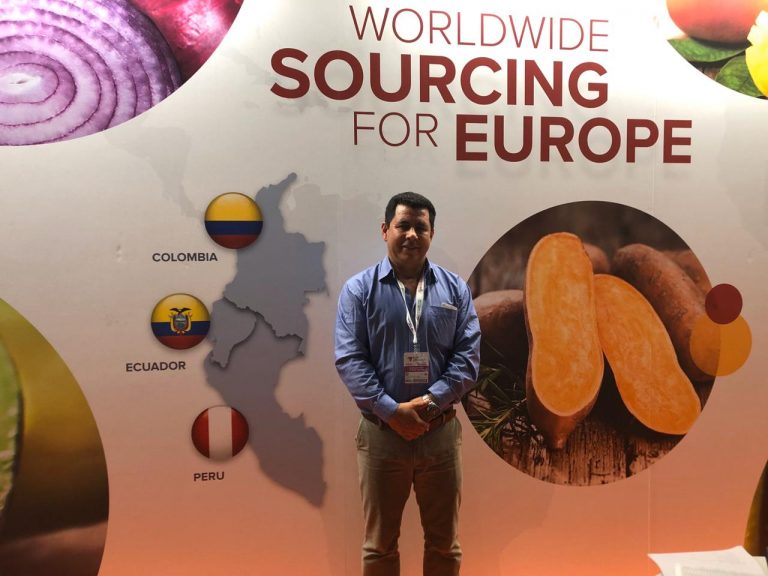 WORLDWIDE
SOURCING
FOR EUROPE
COLOMBIA
ECUADOR
PERU